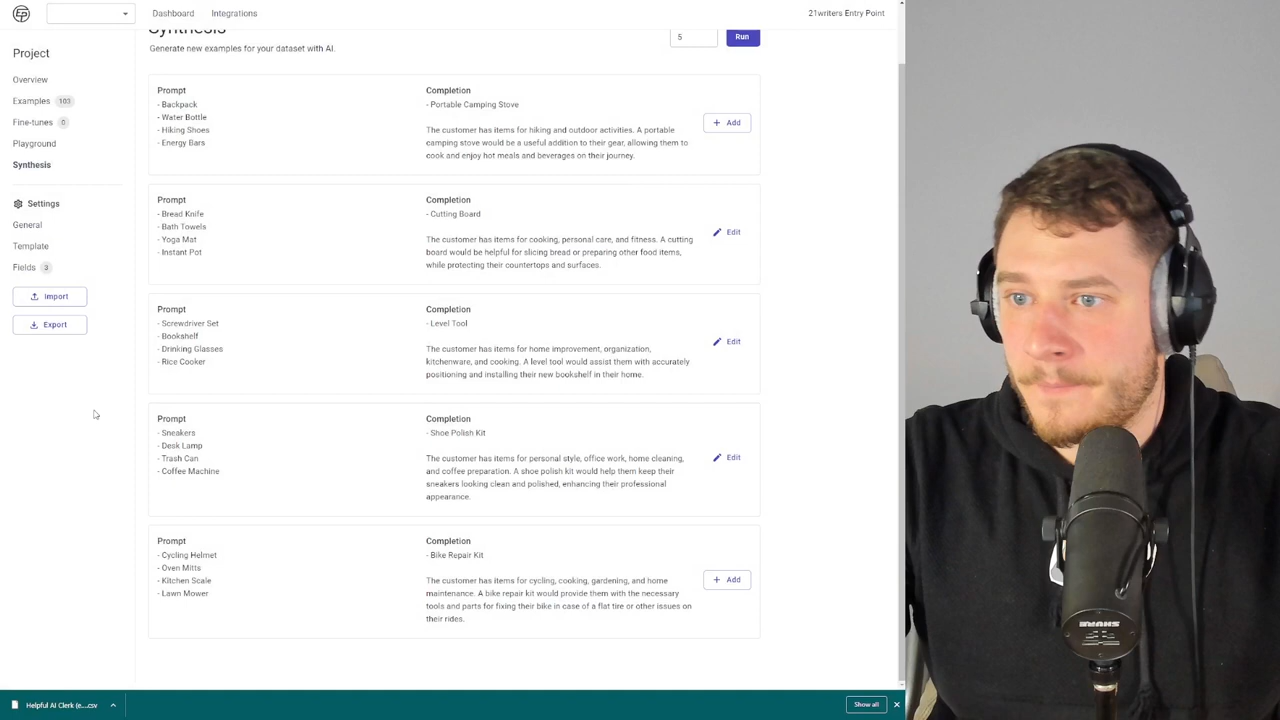 EP
Dashboard
Integrations
21writers Entry Point
Project
Overview
Examples 103
Fine-tunes 0
Playground
Synthesis
Settings
General
Template
Fields 3
Import
Export
Synthesis
Generate new examples for your dataset with AI.
5
Run
Prompt
- Backpack
- Water Bottle
- Hiking Shoes
- Energy Bars
Completion
- Portable Camping Stove
The customer has items for hiking and outdoor activities. A portable
camping stove would be a useful addition to their gear, allowing them to
cook and enjoy hot meals and beverages on their journey.
+ Add
Prompt
- Bread Knife
- Bath Towels
- Yoga Mat
- Instant Pot
Completion
- Cutting Board
The customer has items for cooking, personal care, and fitness. A cutting
board would be helpful for slicing bread or preparing other food items,
while protecting their countertops and surfaces.
Edit
Prompt
- Screwdriver Set
- Bookshelf
- Drinking Glasses
- Rice Cooker
Completion
- Level Tool
The customer has items for home improvement, organization,
kitchenware, and cooking. A level tool would assist them with accurately
positioning and installing their new bookshelf in their home.
Edit
Prompt
- Sneakers
- Desk Lamp
- Trash Can
- Coffee Machine
Completion
- Shoe Polish Kit
The customer has items for personal style, office work, home cleaning,
and coffee preparation. A shoe polish kit would help them keep their
sneakers looking clean and polished, enhancing their professional
appearance.
Edit
Prompt
- Cycling Helmet
- Oven Mitts
- Kitchen Scale
- Lawn Mower
Completion
- Bike Repair Kit
The customer has items for cycling, cooking, gardening, and home
maintenance. A bike repair kit would provide them with the necessary
tools and parts for fixing their bike in case of a flat tire or other issues on
their rides.
+ Add
Helpful AI Clerk (e....csv
Show all
SHURE